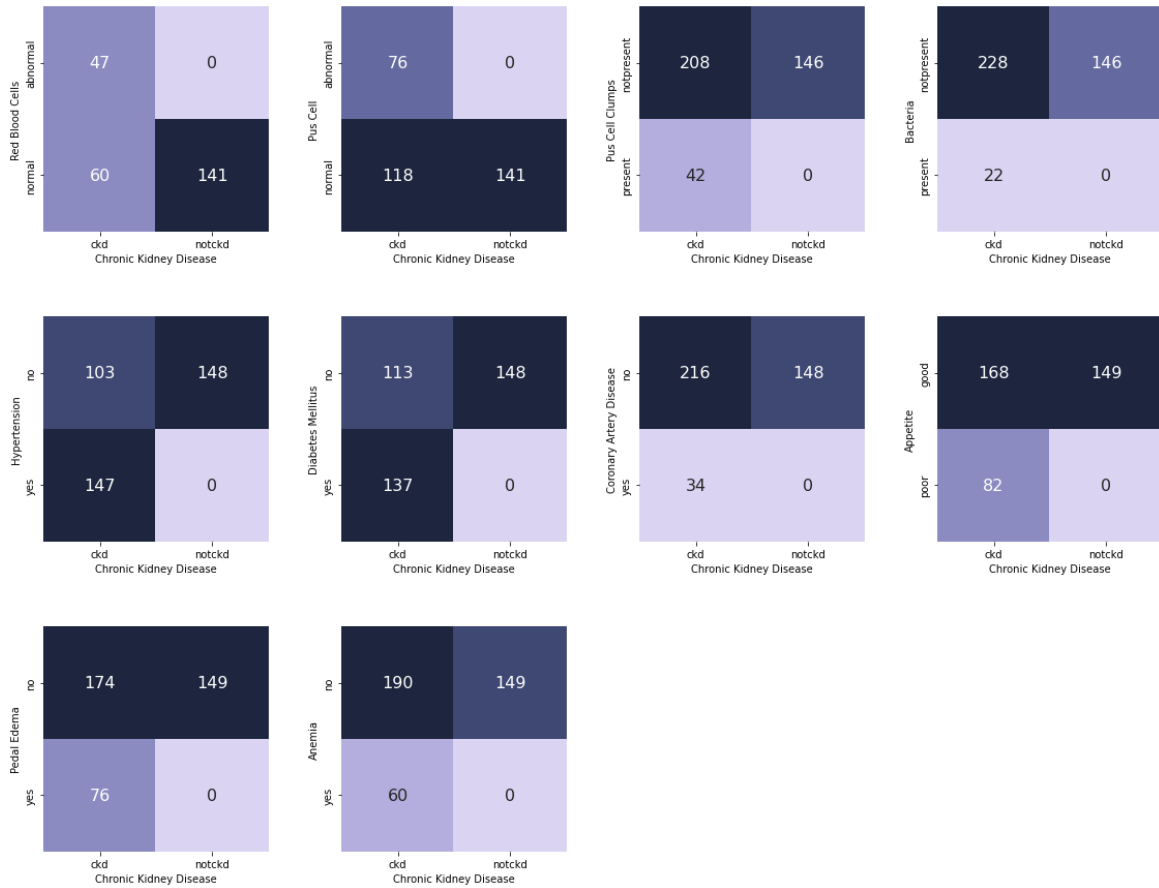 Red Blood Cells
abnormal
normal
47 0
60 141
ckd notckd
Chronic Kidney Disease
Pus Cell
abnormal
normal
76 0
118 141
ckd notckd
Chronic Kidney Disease
Pus Cell Clumps
notpresent
present
208 146
42 0
ckd notckd
Chronic Kidney Disease
Bacteria
notpresent
present
228 146
22 0
ckd notckd
Chronic Kidney Disease
Hypertension
no
yes
103 148
147 0
ckd notckd
Chronic Kidney Disease
Diabetes Mellitus
no
yes
113 148
137 0
ckd notckd
Chronic Kidney Disease
Coronary Artery Disease
no
yes
216 148
34 0
ckd notckd
Chronic Kidney Disease
Appetite
good
poor
168 149
82 0
ckd notckd
Chronic Kidney Disease
Pedal Edema
no
yes
174 149
76 0
ckd notckd
Chronic Kidney Disease
Anemia
no
yes
190 149
60 0
ckd notckd
Chronic Kidney Disease